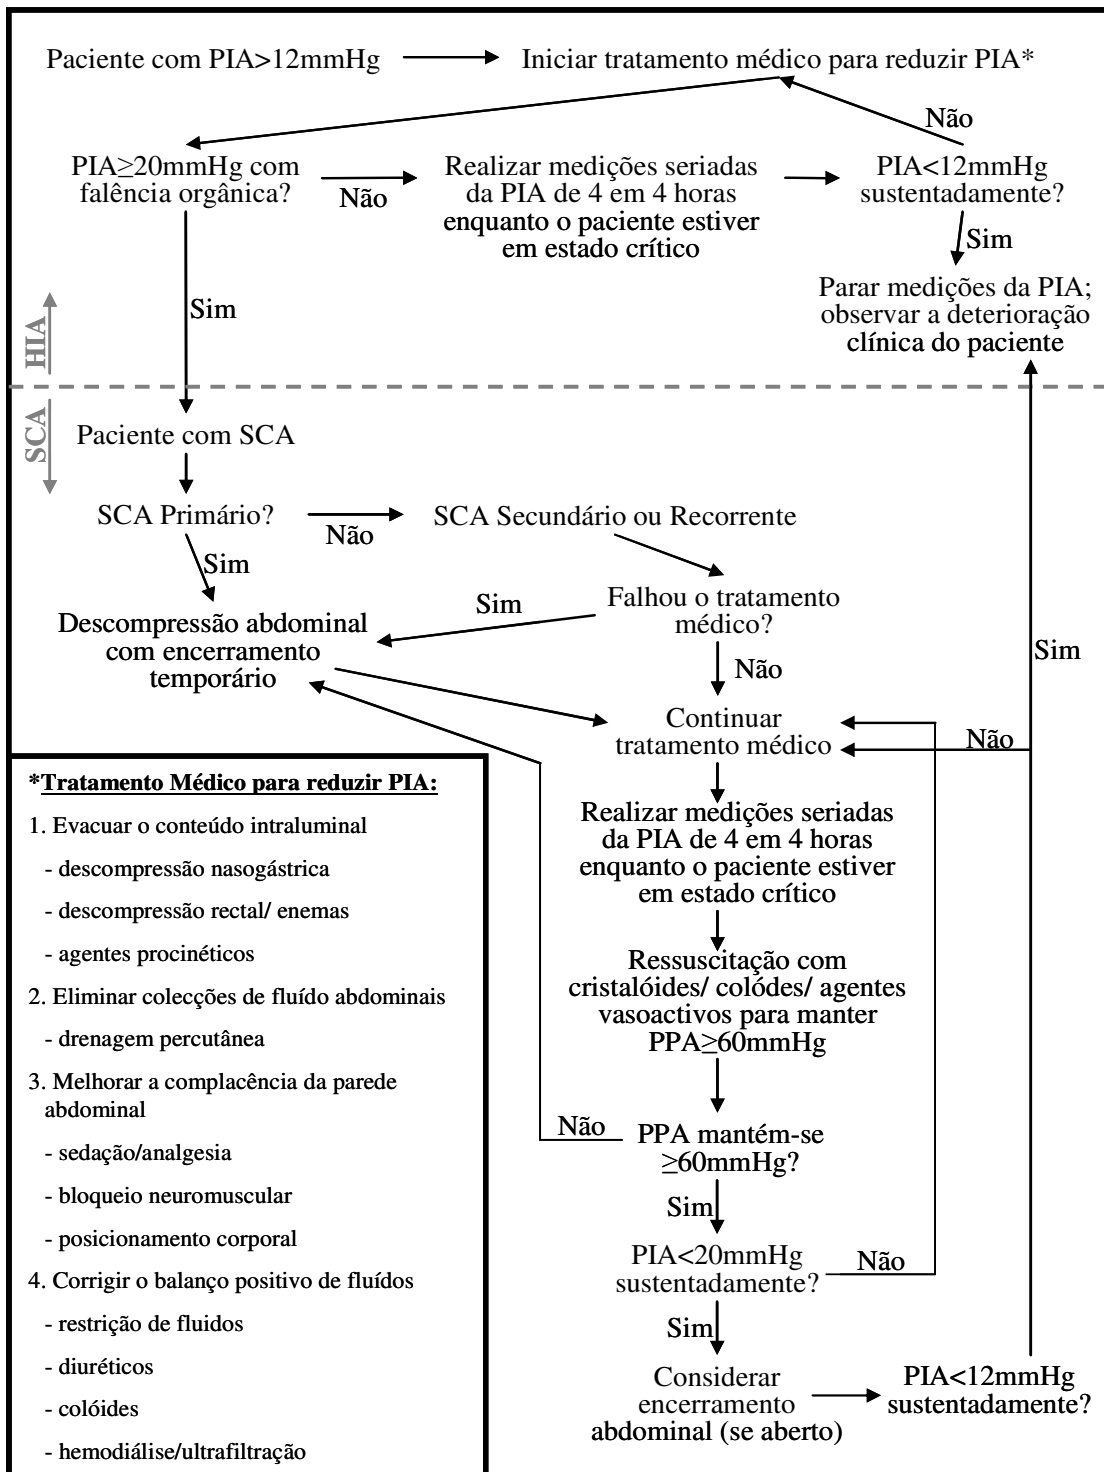 Paciente com PIA>12mmHg
Iniciar tratamento médico para reduzir PIA*
Não
PIA≥20mmHg com
falência orgânica?
Não
Realizar medições seriadas
da PIA de 4 em 4 horas
enquanto o paciente estiver
em estado crítico
PIA<12mmHg
sustentadamente?
Sim
Parar medições da PIA;
observar a deterioração
clínica do paciente
Sim
HIA
SCA
Paciente com SCA
SCA Primário?
Não
SCA Secundário ou Recorrente
Sim
Falhou o tratamento
médico?
Sim
Descompressão abdominal
com encerramento
temporário
Não
Sim
Continuar
tratamento médico
Não
Realizar medições seriadas
da PIA de 4 em 4 horas
enquanto o paciente estiver
em estado crítico
Ressuscitação com
cristalóides/ colódes/ agentes
vasoactivos para manter
PPA≥60mmHg
Não
PPA mantém-se
≥60mmHg?
Sim
PIA<20mmHg
sustentadamente?
Não
Sim
Considerar
encerramento
abdominal (se aberto)
PIA<12mmHg
sustentadamente?
*Tratamento Médico para reduzir PIA:
1. Evacuar o conteúdo intraluminal
- descompressão nasogástrica
- descompressão rectal/ enemas
- agentes procinéticos
2. Eliminar colecções de fluído abdominais
- drenagem percutânea
3. Melhorar a complacência da parede
abdominal
- sedação/analgesia
- bloqueio neuromuscular
- posicionamento corporal
4. Corrigir o balanço positivo de fluídos
- restrição de fluidos
- diuréticos
- colóides
- hemodiálise/ultrafiltração